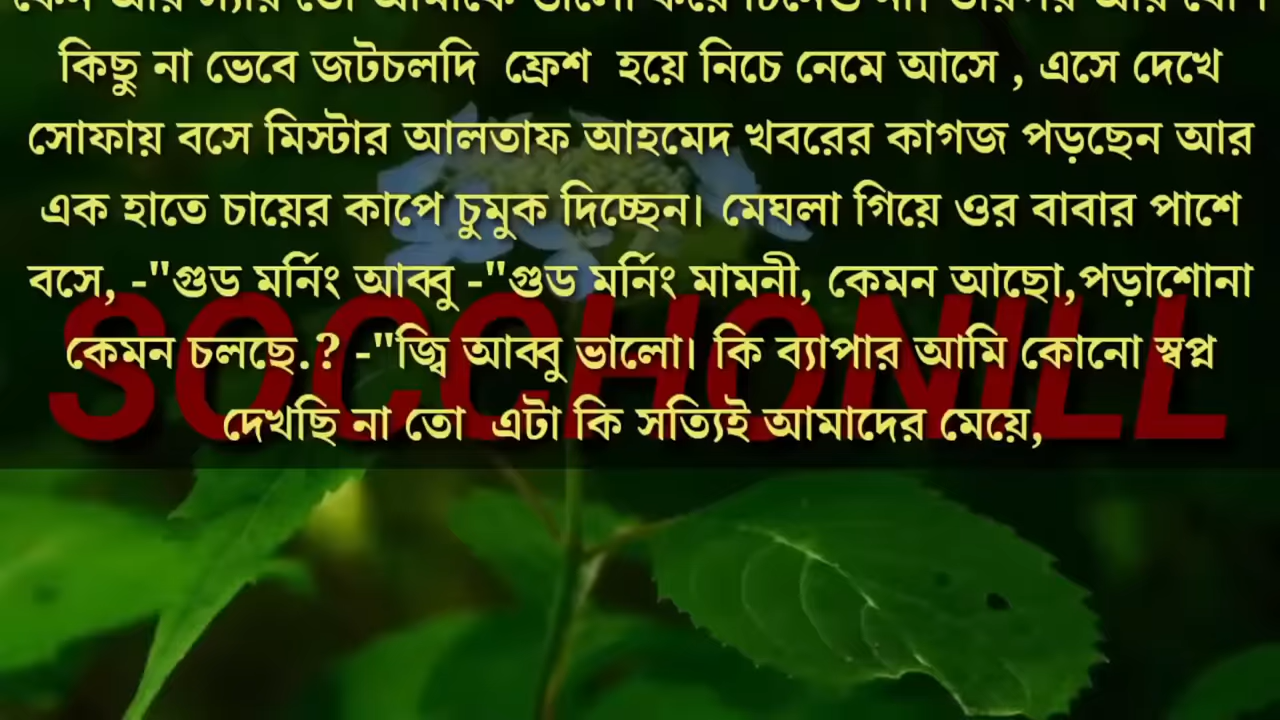 কিছু না ভেবে জটচলদি ফ্রেশ হয়ে নিচে নেমে আসে , এসে দেখে
সোফায় বসে মিস্টার আলতাফ আহমেদ খবরের কাগজ পড়ছেন আর
এক হাতে চায়ের কাপে চুমুক দিচ্ছেন। মেঘলা গিয়ে ওর বাবার পাশে
বসে, -"গুড মর্নিং আব্বু -"গুড মর্নিং মামনী, কেমন আছো,পড়াশোনা
কেমন চলছে.? -"জ্বি আব্বু ভালো। কি ব্যাপার আমি কোনো স্বপ্ন
দেখছি না তো এটা কি সত্যিই আমাদের মেয়ে,
SOCCHONILL